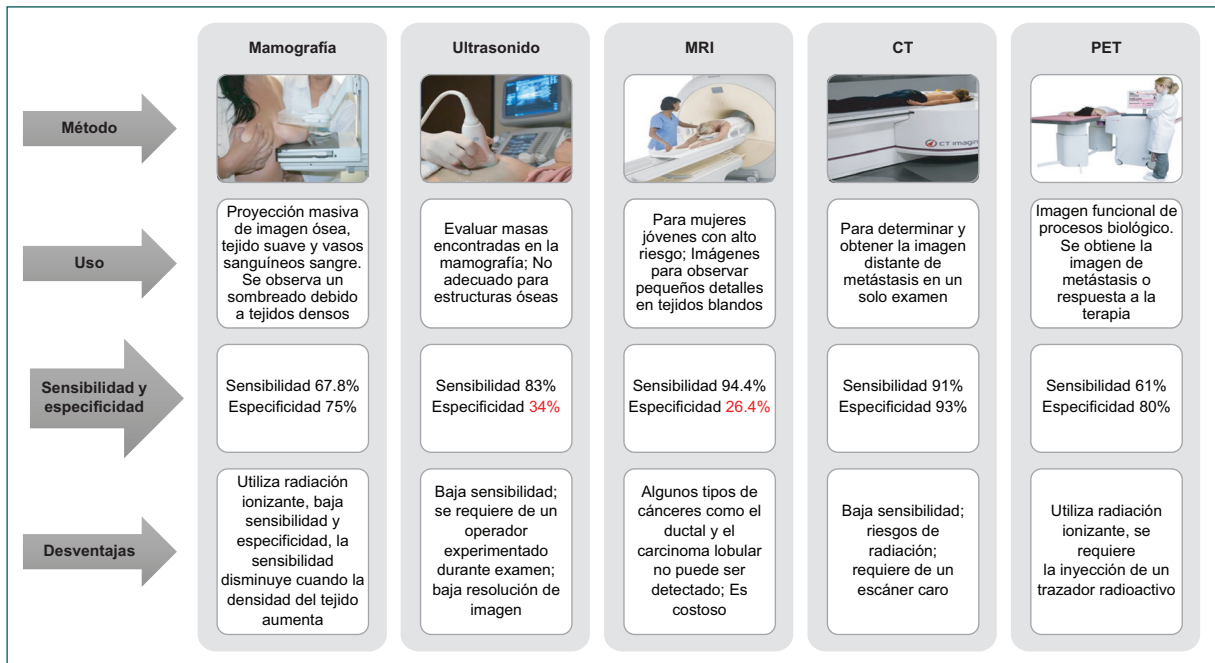 Mamografía
Ultrasonido
MRI
CT
PET
Método
CT imagin
Uso
Proyección masiva
de imagen ósea,
tejido suave y vasos
sanguíneos sangre.
Se observa un
sombreado debido
a tejidos densos
Evaluar masas
encontradas en la
mamografía; No
adecuado para
estructuras óseas
Para mujeres
jóvenes con alto
riesgo; Imágenes
para observar
pequeños detalles
en tejidos blandos
Para determinar y
obtener la imagen
distante de
metástasis en un
solo examen
Imagen funcional de
procesos biológico.
Se obtiene la
imagen de
metástasis o
respuesta a la
terapia
Sensibilidad y
especificidad
Sensibilidad 67.8%
Especificidad 75%
Sensibilidad 83%
Especificidad 34%
Sensibilidad 94.4%
Especificidad 26.4%
Sensibilidad 91%
Especificidad 93%
Sensibilidad 61%
Especificidad 80%
Desventajas
Utiliza radiación
ionizante, baja
sensibilidad y
especificidad, la
sensibilidad
disminuye cuando la
densidad del tejido
aumenta
Baja sensibilidad;
se requiere de un
operador
experimentado
durante examen;
baja resolución de
imagen
Algunos tipos de
cánceres como el
ductal y el
carcinoma lobular
no puede ser
detectado; Es
costoso
Baja sensibilidad;
riesgos de
radiación;
requiere de un
escáner caro
Utiliza radiación
ionizante, se
requiere
la inyección de un
trazador radioactivo